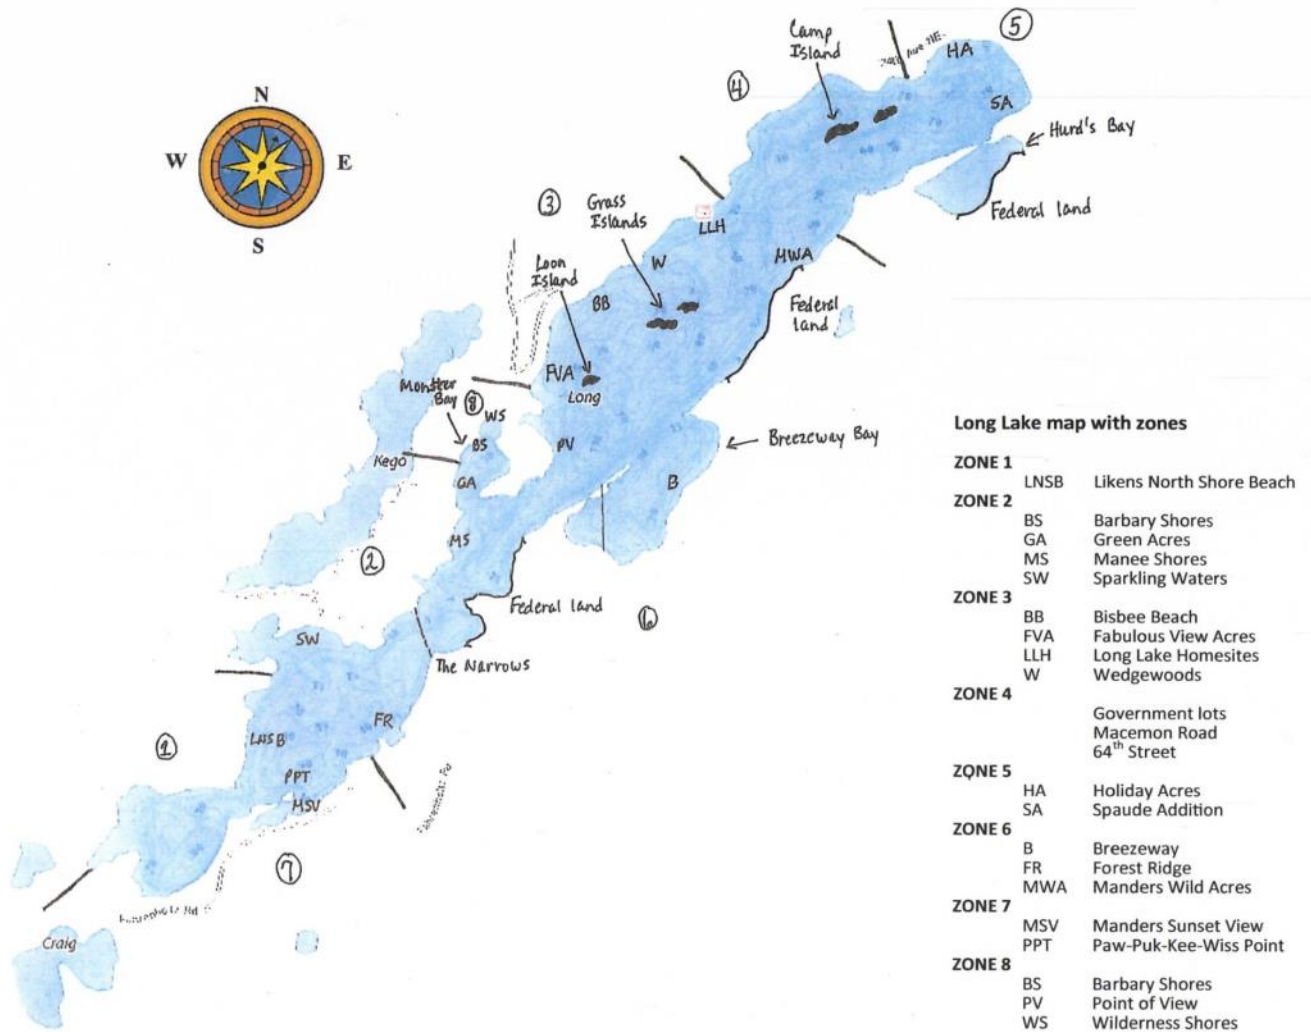 N
W E
S
Camp
Island
④
⑤
Ave NE.
HA
SA
Hurd's Bay
Federal land
③
Grass
Islands
LLH
W
MWA
Loon
Island
BB
Federal
land
FVA
Long
Monster
Bay
⑧
WS
BS
PV
Breezeway Bay
Kego
GA
B
MS
②
Federal land
⑥
SW
The Narrows
FR
LNSB
①
PPT
MSV
⑦
Craig
Long Lake map with zones
ZONE 1
LNSB Likens North Shore Beach
ZONE 2
BS Barbary Shores
GA Green Acres
MS Manee Shores
SW Sparkling Waters
ZONE 3
BB Bisbee Beach
FVA Fabulous View Acres
LLH Long Lake Homesites
W Wedgewoods
ZONE 4
Government lots
Macemon Road
64th Street
ZONE 5
HA Holiday Acres
SA Spaude Addition
ZONE 6
B Breezeway
FR Forest Ridge
MWA Manders Wild Acres
ZONE 7
MSV Manders Sunset View
PPT Paw-Puk-Kee-Wiss Point
ZONE 8
BS Barbary Shores
PV Point of View
WS Wilderness Shores